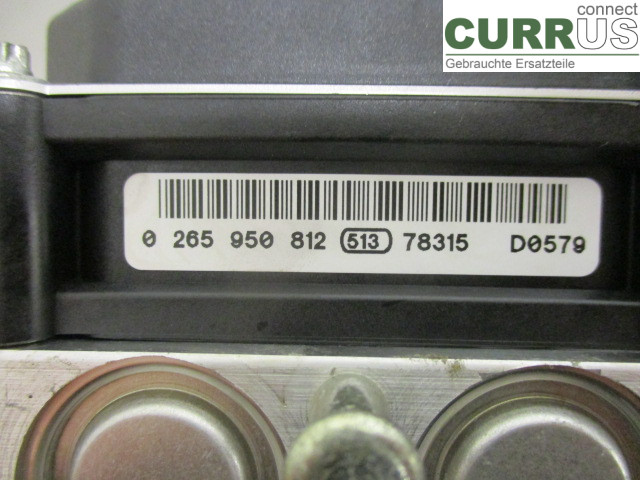 connect
CURRUS
Gebrauchte Ersatzteile
0 265 950 812 513 78315 D0579